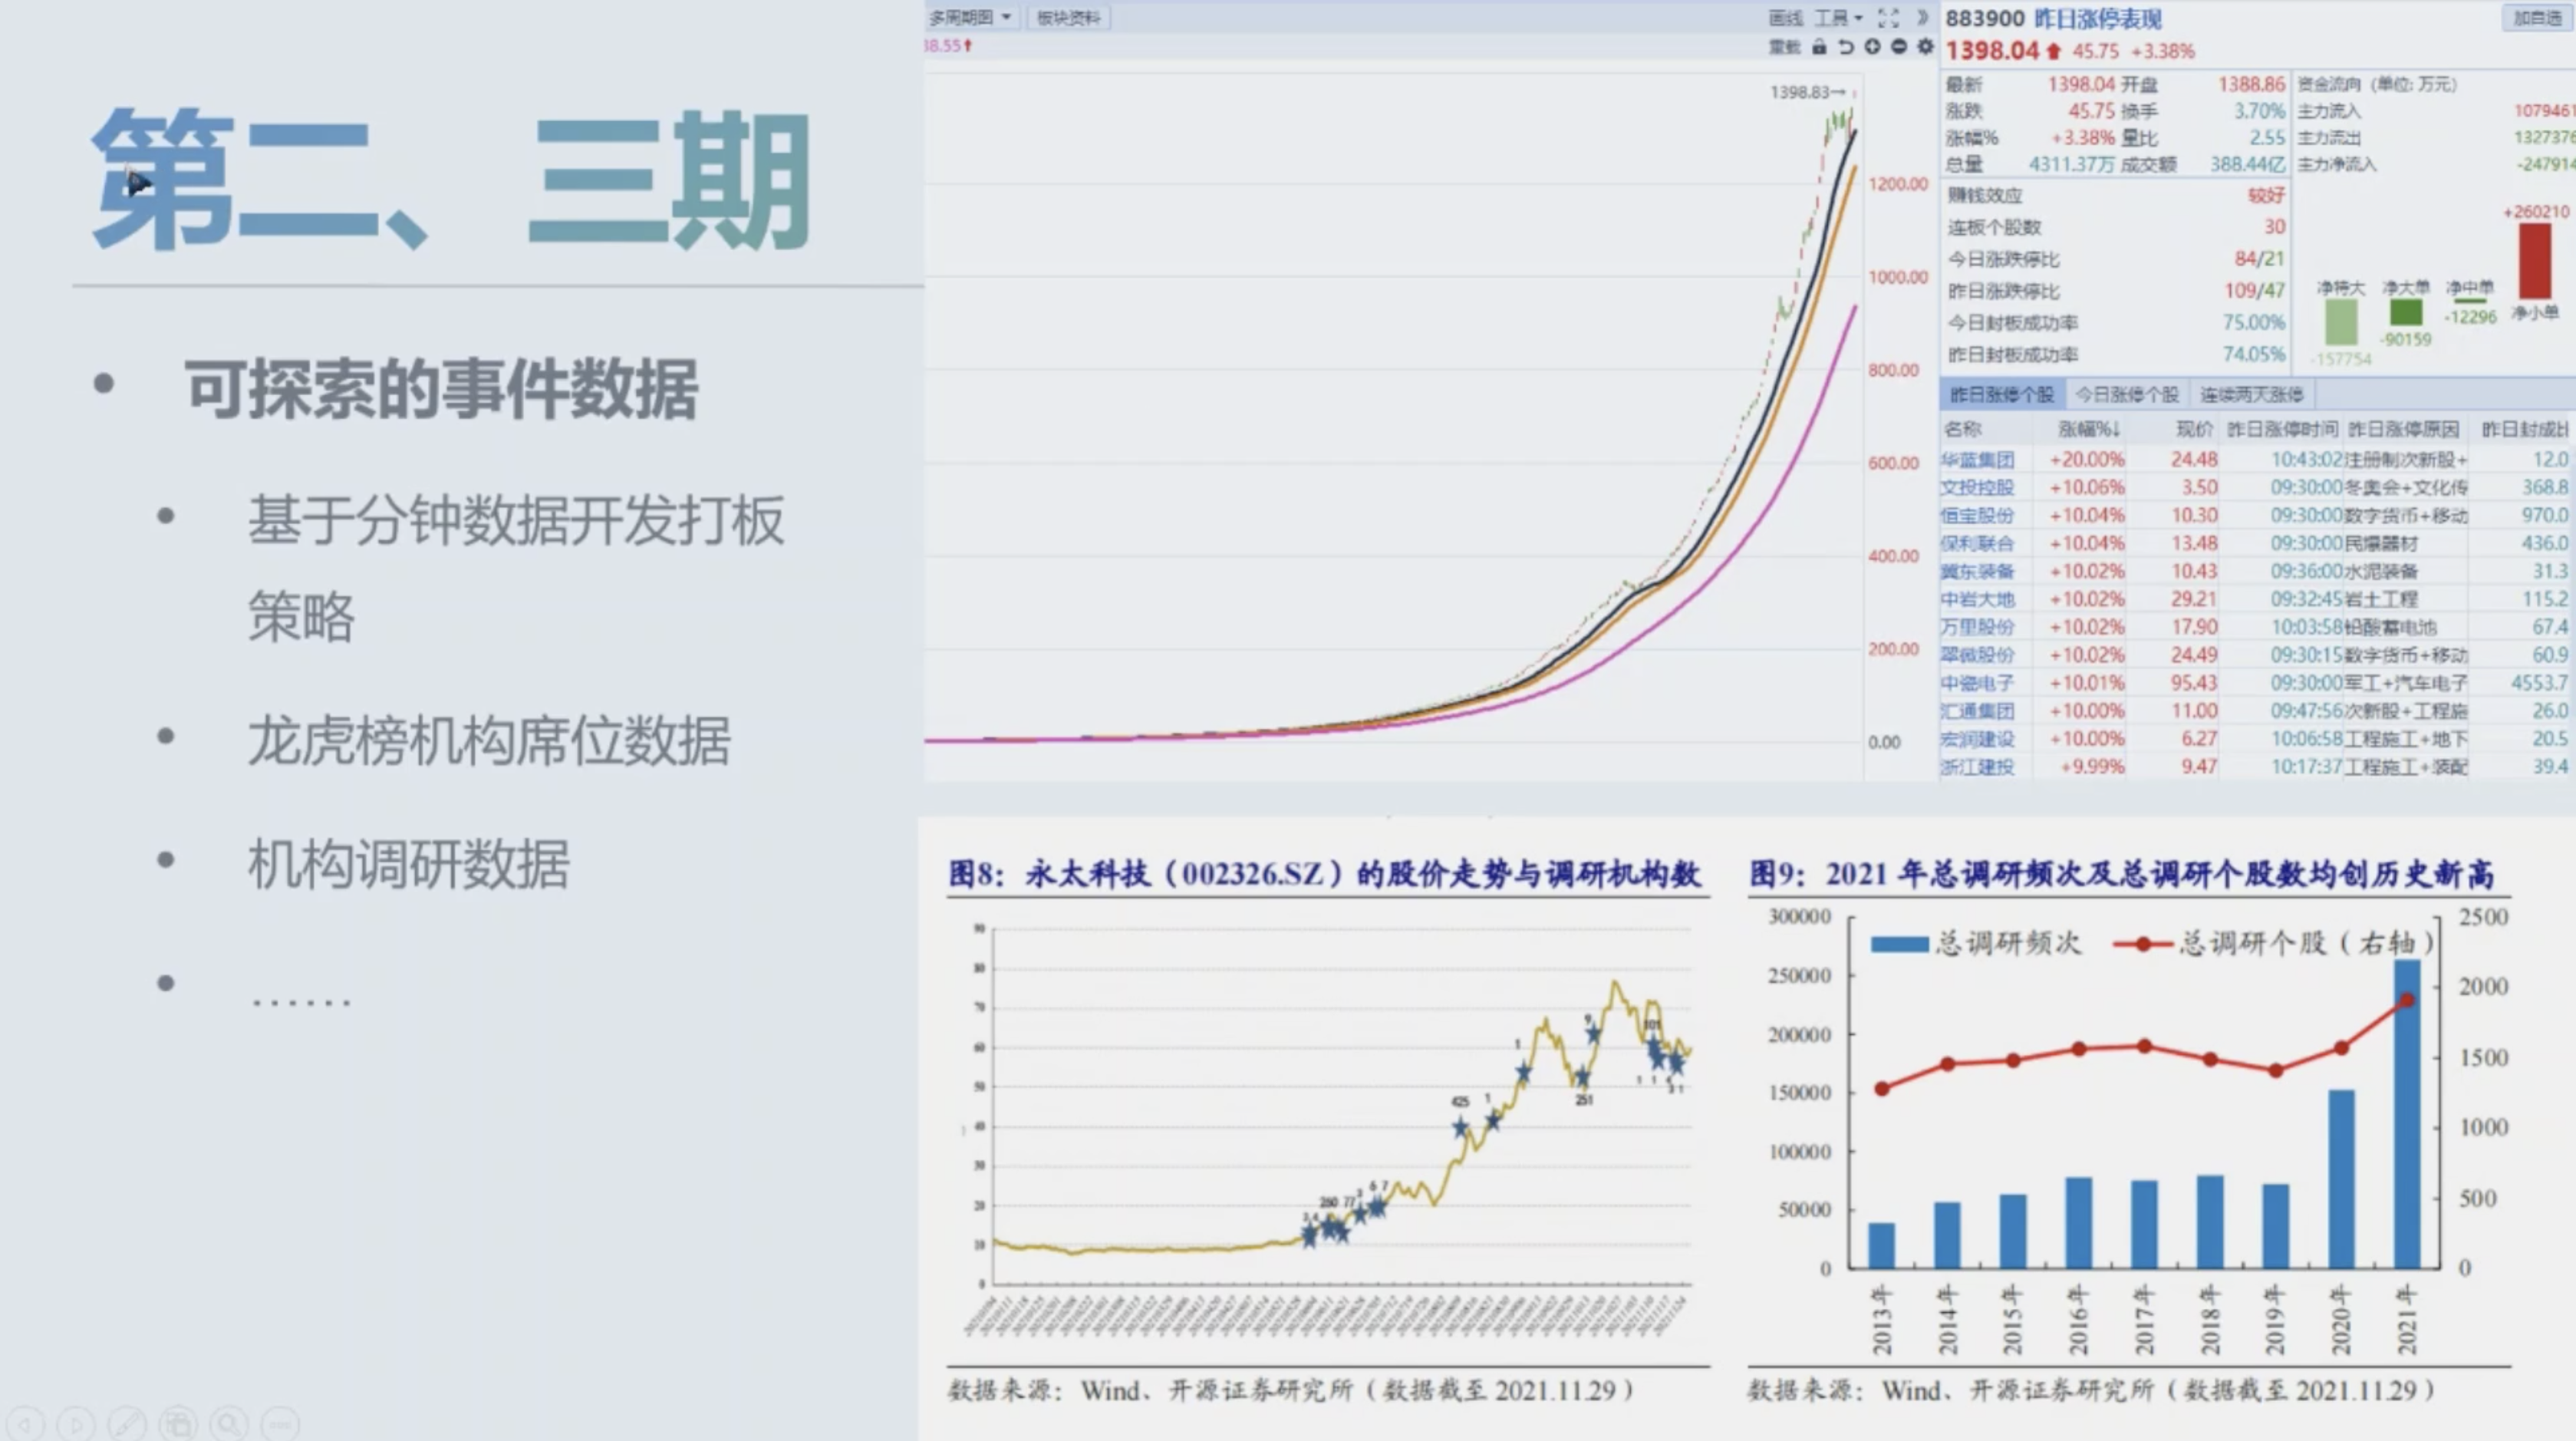 第二、三期
可探索的事件数据
基于分钟数据开发打板
策略
龙虎榜机构席位数据
机构调研数据
......
多周期图 板块资料
画线 工具
38.55
重载
1398.83
1200.00
1000.00
800.00
600.00
400.00
200.00
0.00
883900 昨日涨停表现 加自选
1398.04 45.75 +3.38%
最新 1398.04 开盘 1388.86 资金流向 (单位: 万元)
涨跌 45.75 换手 3.70% 主力流入 1079461
涨幅% +3.38% 量比 2.55 主力流出 1327376
总量 4311.37万 成交额 388.44亿 主力净流入 -247914
赚钱效应 较好
连板个股数 30
今日涨跌停比 84/21
昨日涨跌停比 109/47
今日封板成功率 75.00%
昨日封板成功率 74.05%
+260210
净特大 净大单 净中单 净小单
-157754 -90159 -12296
昨日涨停个股 今日涨停个股 连续两天涨停
名称 涨幅%↓ 现价 昨日涨停时间 昨日涨停原因 昨日封成比
华蓝集团 +20.00% 24.48 10:43:02 注册制次新股+ 12.0
文投控股 +10.06% 3.50 09:30:00 冬奥会+文化传 368.8
恒宝股份 +10.04% 10.30 09:30:00 数字货币+移动 970.0
保利联合 +10.04% 13.48 09:30:00 民爆器材 436.0
冀东装备 +10.02% 10.43 09:36:00 水泥装备 31.3
中岩大地 +10.02% 29.21 09:32:45 岩土工程 115.2
万里股份 +10.02% 17.90 10:03:58 铅酸蓄电池 67.4
翠微股份 +10.02% 24.49 09:30:15 数字货币+移动 60.9
中瓷电子 +10.01% 95.43 09:30:00 军工+汽车电子 4553.7
汇通集团 +10.00% 11.00 09:47:56 次新股+工程施 26.0
宏润建设 +10.00% 6.27 10:06:58 工程施工+地下 20.5
浙江建投 +9.99% 9.47 10:17:37 工程施工+装配 39.4
图8：永太科技（002326.SZ）的股价走势与调研机构数
90
80
70
60
50
40
30
20
10
0
425
1
1
9
251
101
260 77 3 6 7
数据来源：Wind、开源证券研究所（数据截至 2021.11.29）
图9：2021 年总调研频次及总调研个股数均创历史新高
总调研频次 总调研个股（右轴）
300000
250000
200000
150000
100000
50000
0
2500
2000
1500
1000
500
0
2013年 2014年 2015年 2016年 2017年 2018年 2019年 2020年 2021年
数据来源：Wind、开源证券研究所（数据截至 2021.11.29）